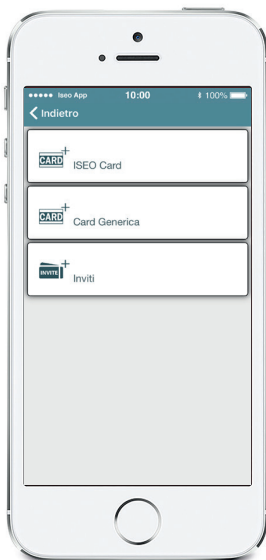 Iseo App 10:00 100%
Indietro
CARD
ISEO Card
CARD
Card Generica
INVITE
Inviti